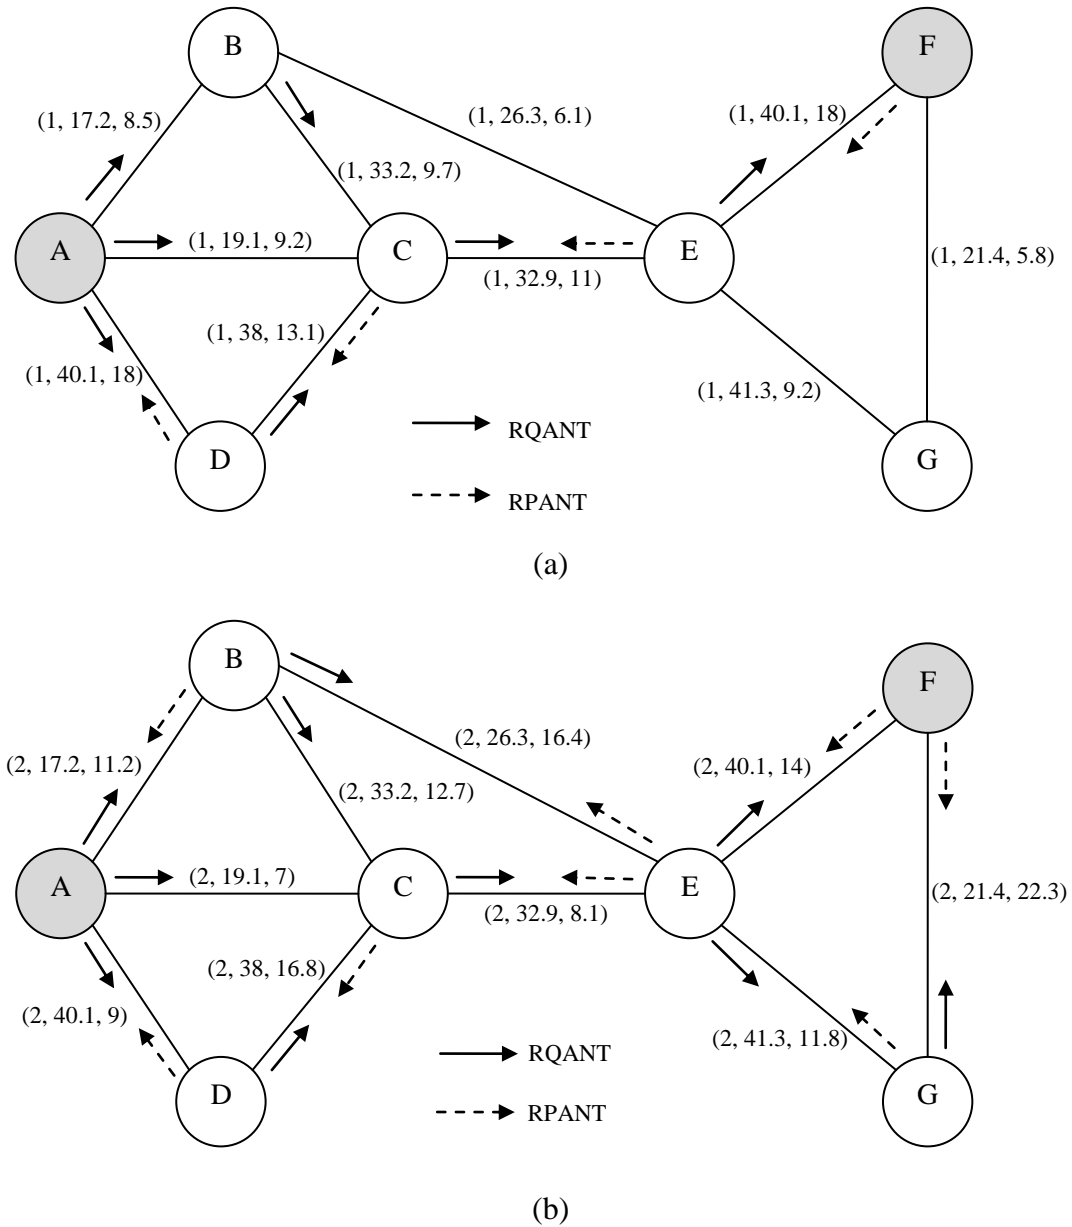 B
F
(1, 17.2, 8.5)
(1, 26.3, 6.1)
(1, 40.1, 18)
(1, 33.2, 9.7)
A
(1, 19.1, 9.2)
C
E
(1, 21.4, 5.8)
(1, 32.9, 11)
(1, 38, 13.1)
(1, 40.1, 18)
(1, 41.3, 9.2)
RQANT
D
G
RPANT
(a)
B
F
(2, 17.2, 11.2)
(2, 26.3, 16.4)
(2, 40.1, 14)
(2, 33.2, 12.7)
A
(2, 19.1, 7)
C
E
(2, 21.4, 22.3)
(2, 32.9, 8.1)
(2, 38, 16.8)
(2, 40.1, 9)
(2, 41.3, 11.8)
RQANT
D
G
RPANT
(b)